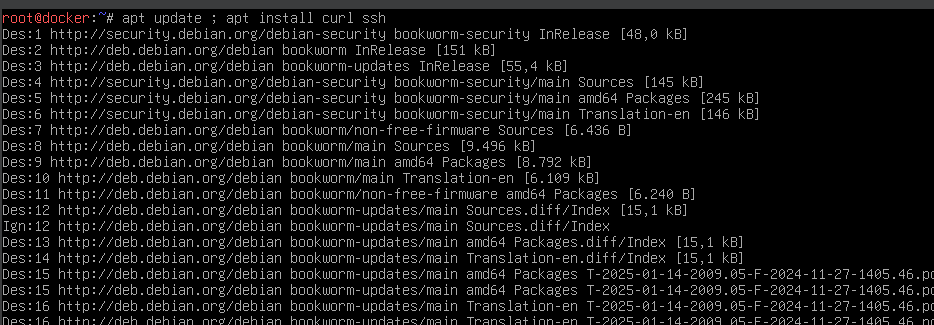 root@docker:~# apt update ; apt install curl ssh
Des:1 http://security.debian.org/debian-security bookworm-security InRelease [48,0 kB]
Des:2 http://deb.debian.org/debian bookworm InRelease [151 kB]
Des:3 http://deb.debian.org/debian bookworm-updates InRelease [55,4 kB]
Des:4 http://security.debian.org/debian-security bookworm-security/main Sources [145 kB]
Des:5 http://security.debian.org/debian-security bookworm-security/main amd64 Packages [245 kB]
Des:6 http://security.debian.org/debian-security bookworm-security/main Translation-en [146 kB]
Des:7 http://deb.debian.org/debian bookworm/non-free-firmware Sources [6.436 B]
Des:8 http://deb.debian.org/debian bookworm/main Sources [9.496 kB]
Des:9 http://deb.debian.org/debian bookworm/main amd64 Packages [8.792 kB]
Des:10 http://deb.debian.org/debian bookworm/main Translation-en [6.109 kB]
Des:11 http://deb.debian.org/debian bookworm/non-free-firmware amd64 Packages [6.240 B]
Des:12 http://deb.debian.org/debian bookworm-updates/main Sources.diff/Index [15,1 kB]
Ign:12 http://deb.debian.org/debian bookworm-updates/main Sources.diff/Index
Des:13 http://deb.debian.org/debian bookworm-updates/main amd64 Packages.diff/Index [15,1 kB]
Des:14 http://deb.debian.org/debian bookworm-updates/main Translation-en.diff/Index [15,1 kB]
Des:15 http://deb.debian.org/debian bookworm-updates/main amd64 Packages T-2025-01-14-2009.05-F-2024-11-27-1405.46.pd
Des:15 http://deb.debian.org/debian bookworm-updates/main amd64 Packages T-2025-01-14-2009.05-F-2024-11-27-1405.46.pd
Des:16 http://deb.debian.org/debian bookworm-updates/main Translation-en T-2025-01-14-2009.05-F-2024-11-27-1405.46.pd
Des:16 http://deb.debian.org/debian bookworm-updates/main Translation-en T-2025-01-14-2009.05-F-2024-11-27-1405.46.pd